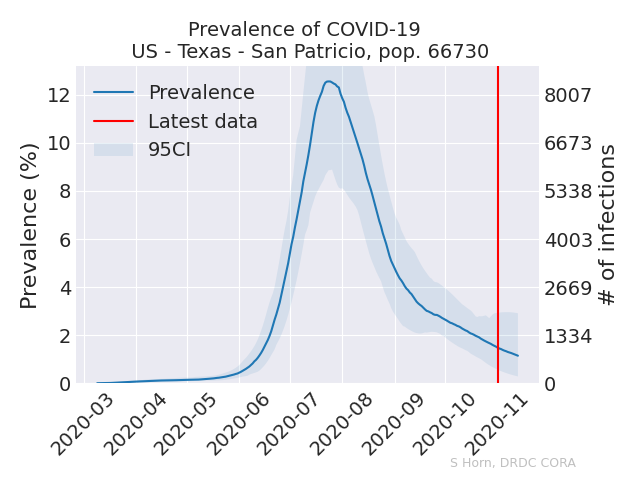 Prevalence of COVID-19
US - Texas - San Patricio, pop. 66730
Prevalence
Latest data
95CI
Prevalence (%)
12
10
8
6
4
2
0
8007
6673
5338
4003
2669
1334
0
# of infections
2020-03
2020-04
2020-05
2020-06
2020-07
2020-08
2020-09
2020-10
2020-11
S Horn, DRDC CORA